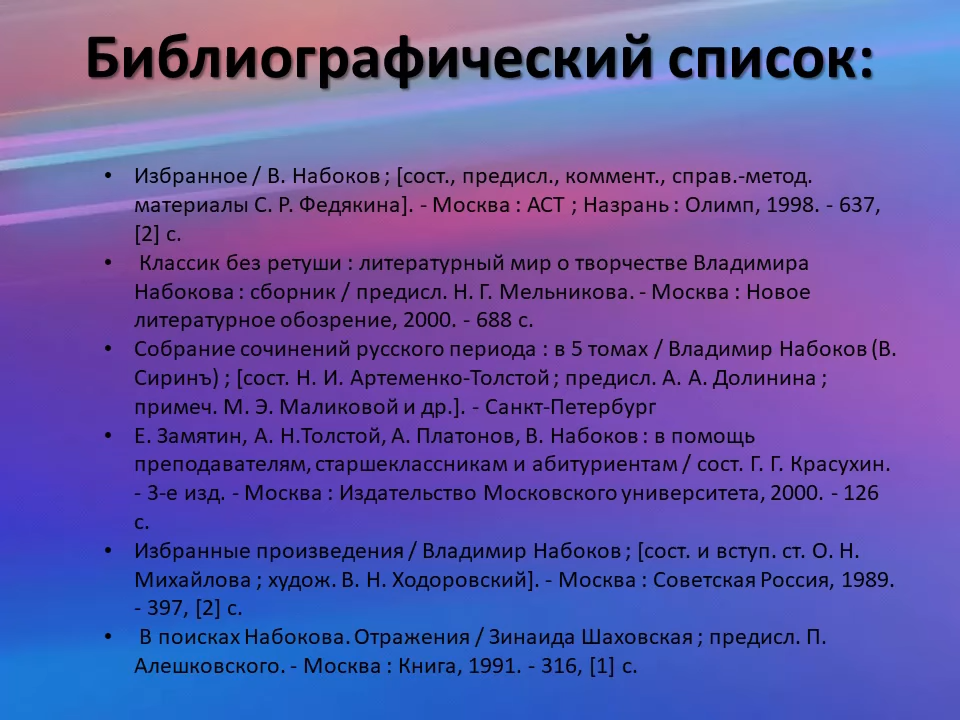 Библиографический список:
• Избранное / В. Набоков ; [сост., предисл., коммент., справ.-метод.
материалы С. Р. Федякина]. - Москва : АСТ ; Назрань : Олимп, 1998. - 637,
[2] с.
• Классик без ретуши : литературный мир о творчестве Владимира
Набокова : сборник / предисл. Н. Г. Мельникова. - Москва : Новое
литературное обозрение, 2000. - 688 с.
• Собрание сочинений русского периода : в 5 томах / Владимир Набоков (В.
Сиринъ) ; [сост. Н. И. Артеменко-Толстой ; предисл. А. А. Долинина ;
примеч. М. Э. Маликовой и др.]. - Санкт-Петербург
• Е. Замятин, А. Н.Толстой, А. Платонов, В. Набоков : в помощь
преподавателям, старшеклассникам и абитуриентам / сост. Г. Г. Красухин.
- 3-е изд. - Москва : Издательство Московского университета, 2000. - 126
с.
• Избранные произведения / Владимир Набоков ; [сост. и вступ. ст. О. Н.
Михайлова ; худож. В. Н. Ходоровский]. - Москва : Советская Россия, 1989.
- 397, [2] с.
• В поисках Набокова. Отражения / Зинаида Шаховская ; предисл. П.
Алешковского. - Москва : Книга, 1991. - 316, [1] с.